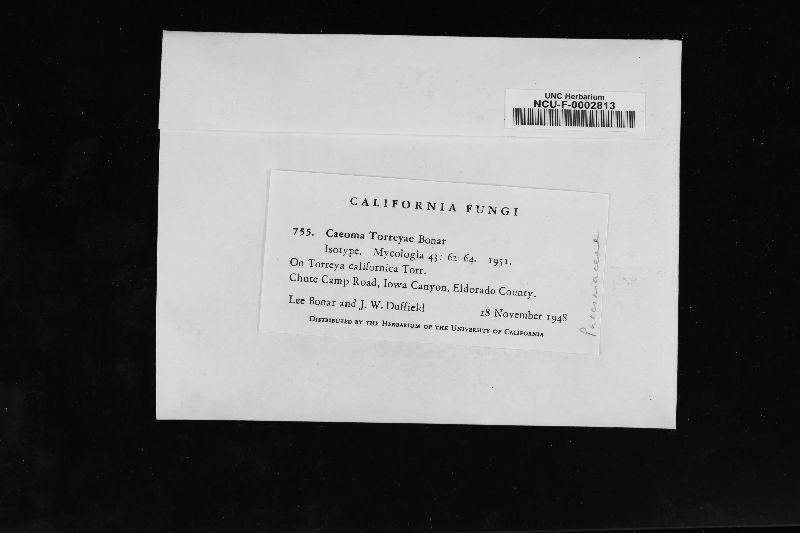 UNC Herbarium
NCU-F-0002813
CALIFORNIA FUNGI
755. Caeoma Torreyae Bonar
Isotype. Mycologia 43: 62-64. 1951.
On Torreya californica Torr.
Chute Camp Road, Iowa Canyon, Eldorado County.
Lee Bonar and J. W. Duffield 18 November 1948
DISTRIBUTED BY THE HERBARIUM OF THE UNIVERSITY OF CALIFORNIA
Pucciniaceae